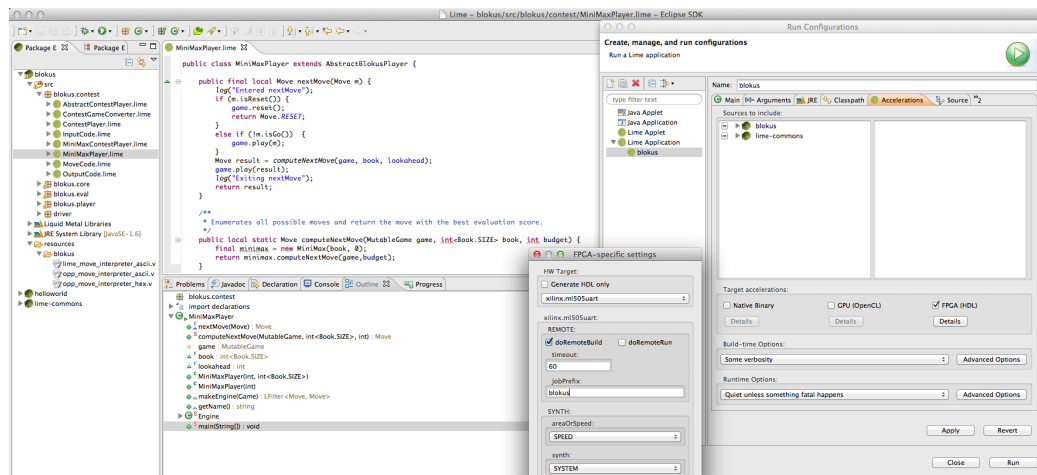 Lime – blokus/src/blokus/contest/MiniMaxPlayer.lime – Eclipse SDK
Package E
Package E
blokus
src
blokus.contest
AbstractContestPlayer.lime
ContestGameConverter.lime
ContestPlayer.lime
InputCode.lime
MiniMaxContestPlayer.lime
MiniMaxPlayer.lime
MoveCode.lime
OutputCode.lime
blokus.core
blokus.eval
blokus.player
driver
Liquid Metal Libraries
JRE System Library [JavaSE-1.6]
resources
blokus
lime_move_interpreter_ascii.v
opp_move_interpreter_ascii.v
opp_move_interpreter_hex.v
helloworld
lime-commons
MiniMaxPlayer.lime
public class MiniMaxPlayer extends AbstractBlokusPlayer {
public final local Move nextMove(Move m) {
log("Entered nextMove");
if (m.isReset()) {
game.reset();
return Move.RESET;
}
else if (!m.isGo()) {
game.play(m);
}
Move result = computeNextMove(game, book, lookahead);
game.play(result);
log("Exiting nextMove");
return result;
}
/**
* Enumerates all possible moves and return the move with the best evaluation score.
*/
public local static Move computeNextMove(MutableGame game, int<Book.SIZE> book, int budget) {
final minimax = new MiniMax(book, 0);
return minimax.computeNextMove(game,budget);
}
Problems Javadoc Declaration Console Outline Progress
blokus.contest
import declarations
MiniMaxPlayer
nextMove(Move) : Move
computeNextMove(MutableGame, int<Book.SIZE>, int) : Move
game : MutableGame
book : int<Book.SIZE>
lookahead : int
MiniMaxPlayer(int, int<Book.SIZE>)
MiniMaxPlayer(int)
makeEngine(Game) : LFilter<Move, Move>
getName() : string
Engine
main(String[]) : void
FPGA-specific settings
HW Target:
Generate HDL only
xilinx.ml505uart
xilinx.ml505uart:
REMOTE:
doRemoteBuild doRemoteRun
timeout:
60
jobPrefix:
blokus
SYNTH:
areaOrSpeed:
SPEED
synth:
SYSTEM
Run Configurations
Create, manage, and run configurations
Run a Lime application
type filter text
Java Applet
Java Application
Lime Applet
Lime Application
blokus
Name: blokus
Main Arguments JRE Classpath Accelerations Source »2
Sources to include:
blokus
lime-commons
Target accelerations:
Native Binary GPU (OpenCL) FPGA (HDL)
Details Details Details
Build-time Options:
Some verbosity Advanced Options
Runtime Options:
Quiet unless something fatal happens Advanced Options
Apply Revert
Close Run